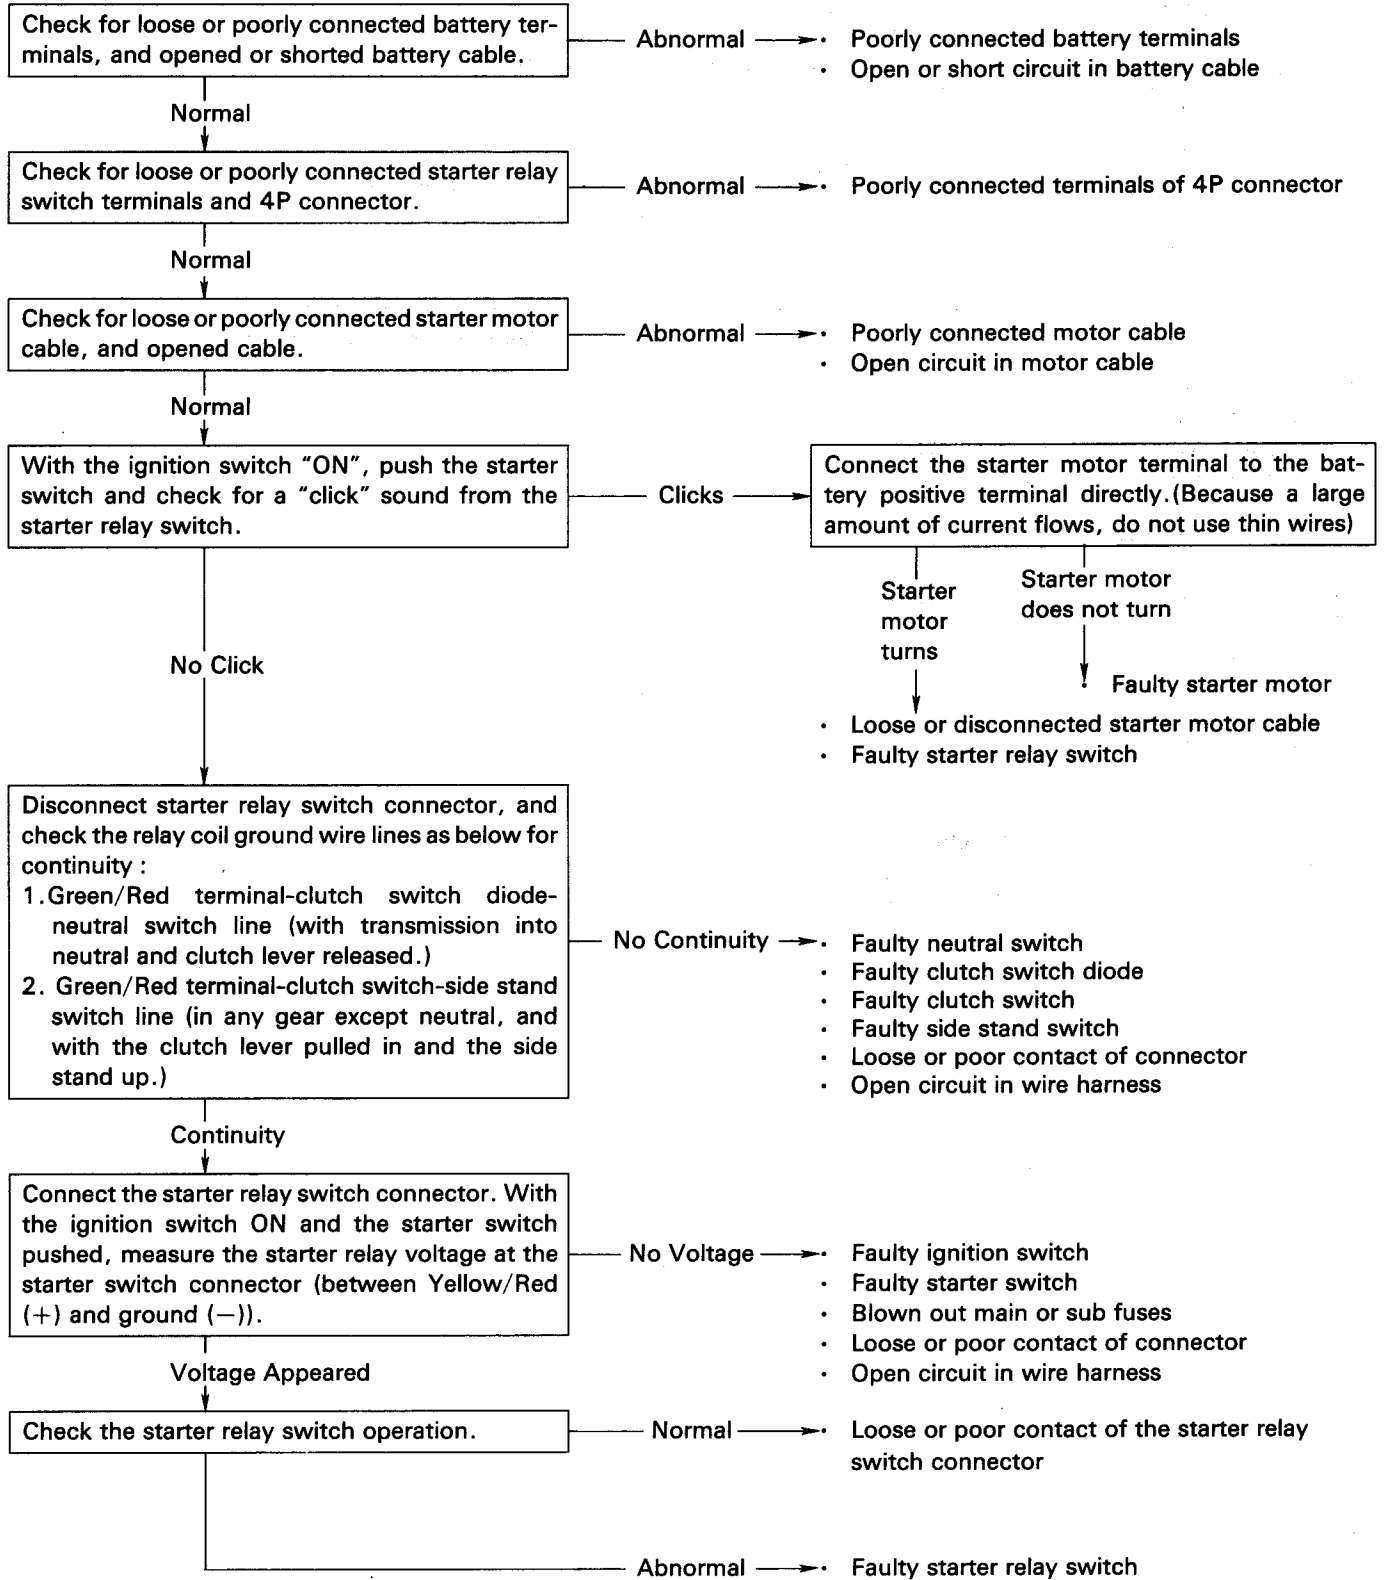 Check for loose or poorly connected battery ter-
minals, and opened or shorted battery cable.
Abnormal
· Poorly connected battery terminals
· Open or short circuit in battery cable
Normal
Check for loose or poorly connected starter relay
switch terminals and 4P connector.
Abnormal
· Poorly connected terminals of 4P connector
Normal
Check for loose or poorly connected starter motor
cable, and opened cable.
Abnormal
· Poorly connected motor cable
· Open circuit in motor cable
Normal
With the ignition switch “ON”, push the starter
switch and check for a “click” sound from the
starter relay switch.
Clicks
Connect the starter motor terminal to the bat-
tery positive terminal directly.(Because a large
amount of current flows, do not use thin wires)
Starter
motor
turns
Starter motor
does not turn
· Faulty starter motor
· Loose or disconnected starter motor cable
· Faulty starter relay switch
No Click
Disconnect starter relay switch connector, and
check the relay coil ground wire lines as below for
continuity :
1.Green/Red terminal-clutch switch diode-
neutral switch line (with transmission into
neutral and clutch lever released.)
2. Green/Red terminal-clutch switch-side stand
switch line (in any gear except neutral, and
with the clutch lever pulled in and the side
stand up.)
No Continuity
· Faulty neutral switch
· Faulty clutch switch diode
· Faulty clutch switch
· Faulty side stand switch
· Loose or poor contact of connector
· Open circuit in wire harness
Continuity
Connect the starter relay switch connector. With
the ignition switch ON and the starter switch
pushed, measure the starter relay voltage at the
starter switch connector (between Yellow/Red
(+) and ground (−)).
No Voltage
· Faulty ignition switch
· Faulty starter switch
· Blown out main or sub fuses
· Loose or poor contact of connector
· Open circuit in wire harness
Voltage Appeared
Check the starter relay switch operation.
Normal
· Loose or poor contact of the starter relay
switch connector
Abnormal
· Faulty starter relay switch